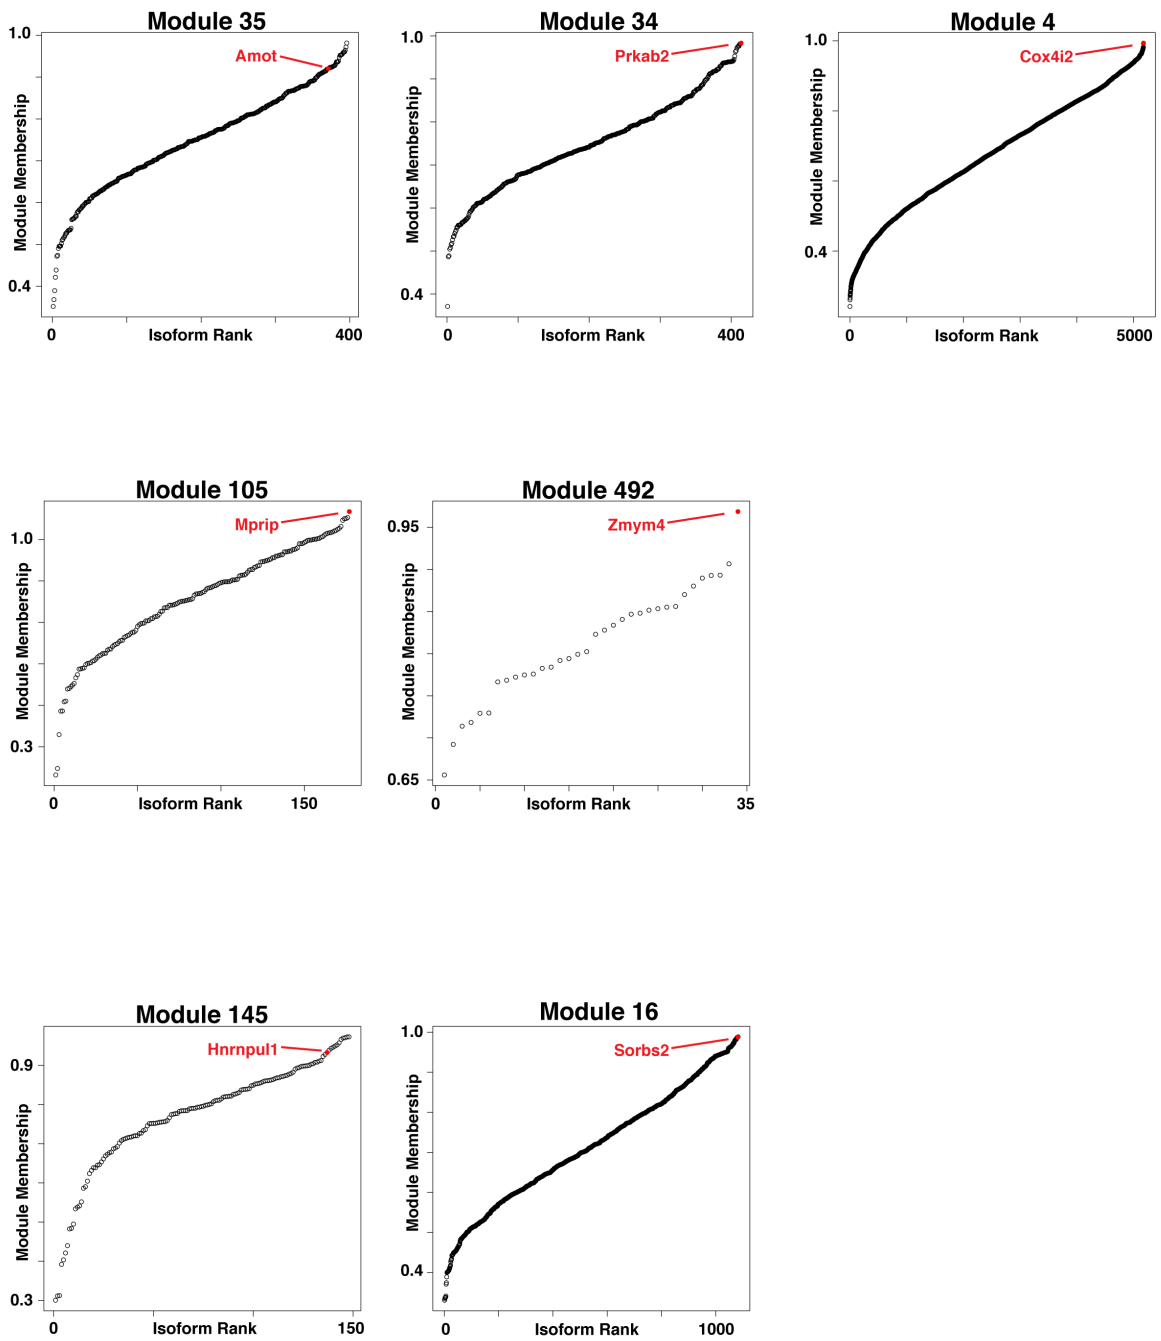 Module 35
1.0
Amot
Module Membership
0.4
0
Isoform Rank
400
Module 34
1.0
Prkab2
Module Membership
0.4
0
Isoform Rank
400
Module 4
1.0
Cox4i2
Module Membership
0.4
0
Isoform Rank
5000
Module 105
Mprip
1.0
Module Membership
0.3
0
Isoform Rank
150
Module 492
0.95
Zmym4
Module Membership
0.65
0
Isoform Rank
35
Module 145
Hnrnpul1
0.9
Module Membership
0.3
0
Isoform Rank
150
Module 16
1.0
Sorbs2
Module Membership
0.4
0
Isoform Rank
1000